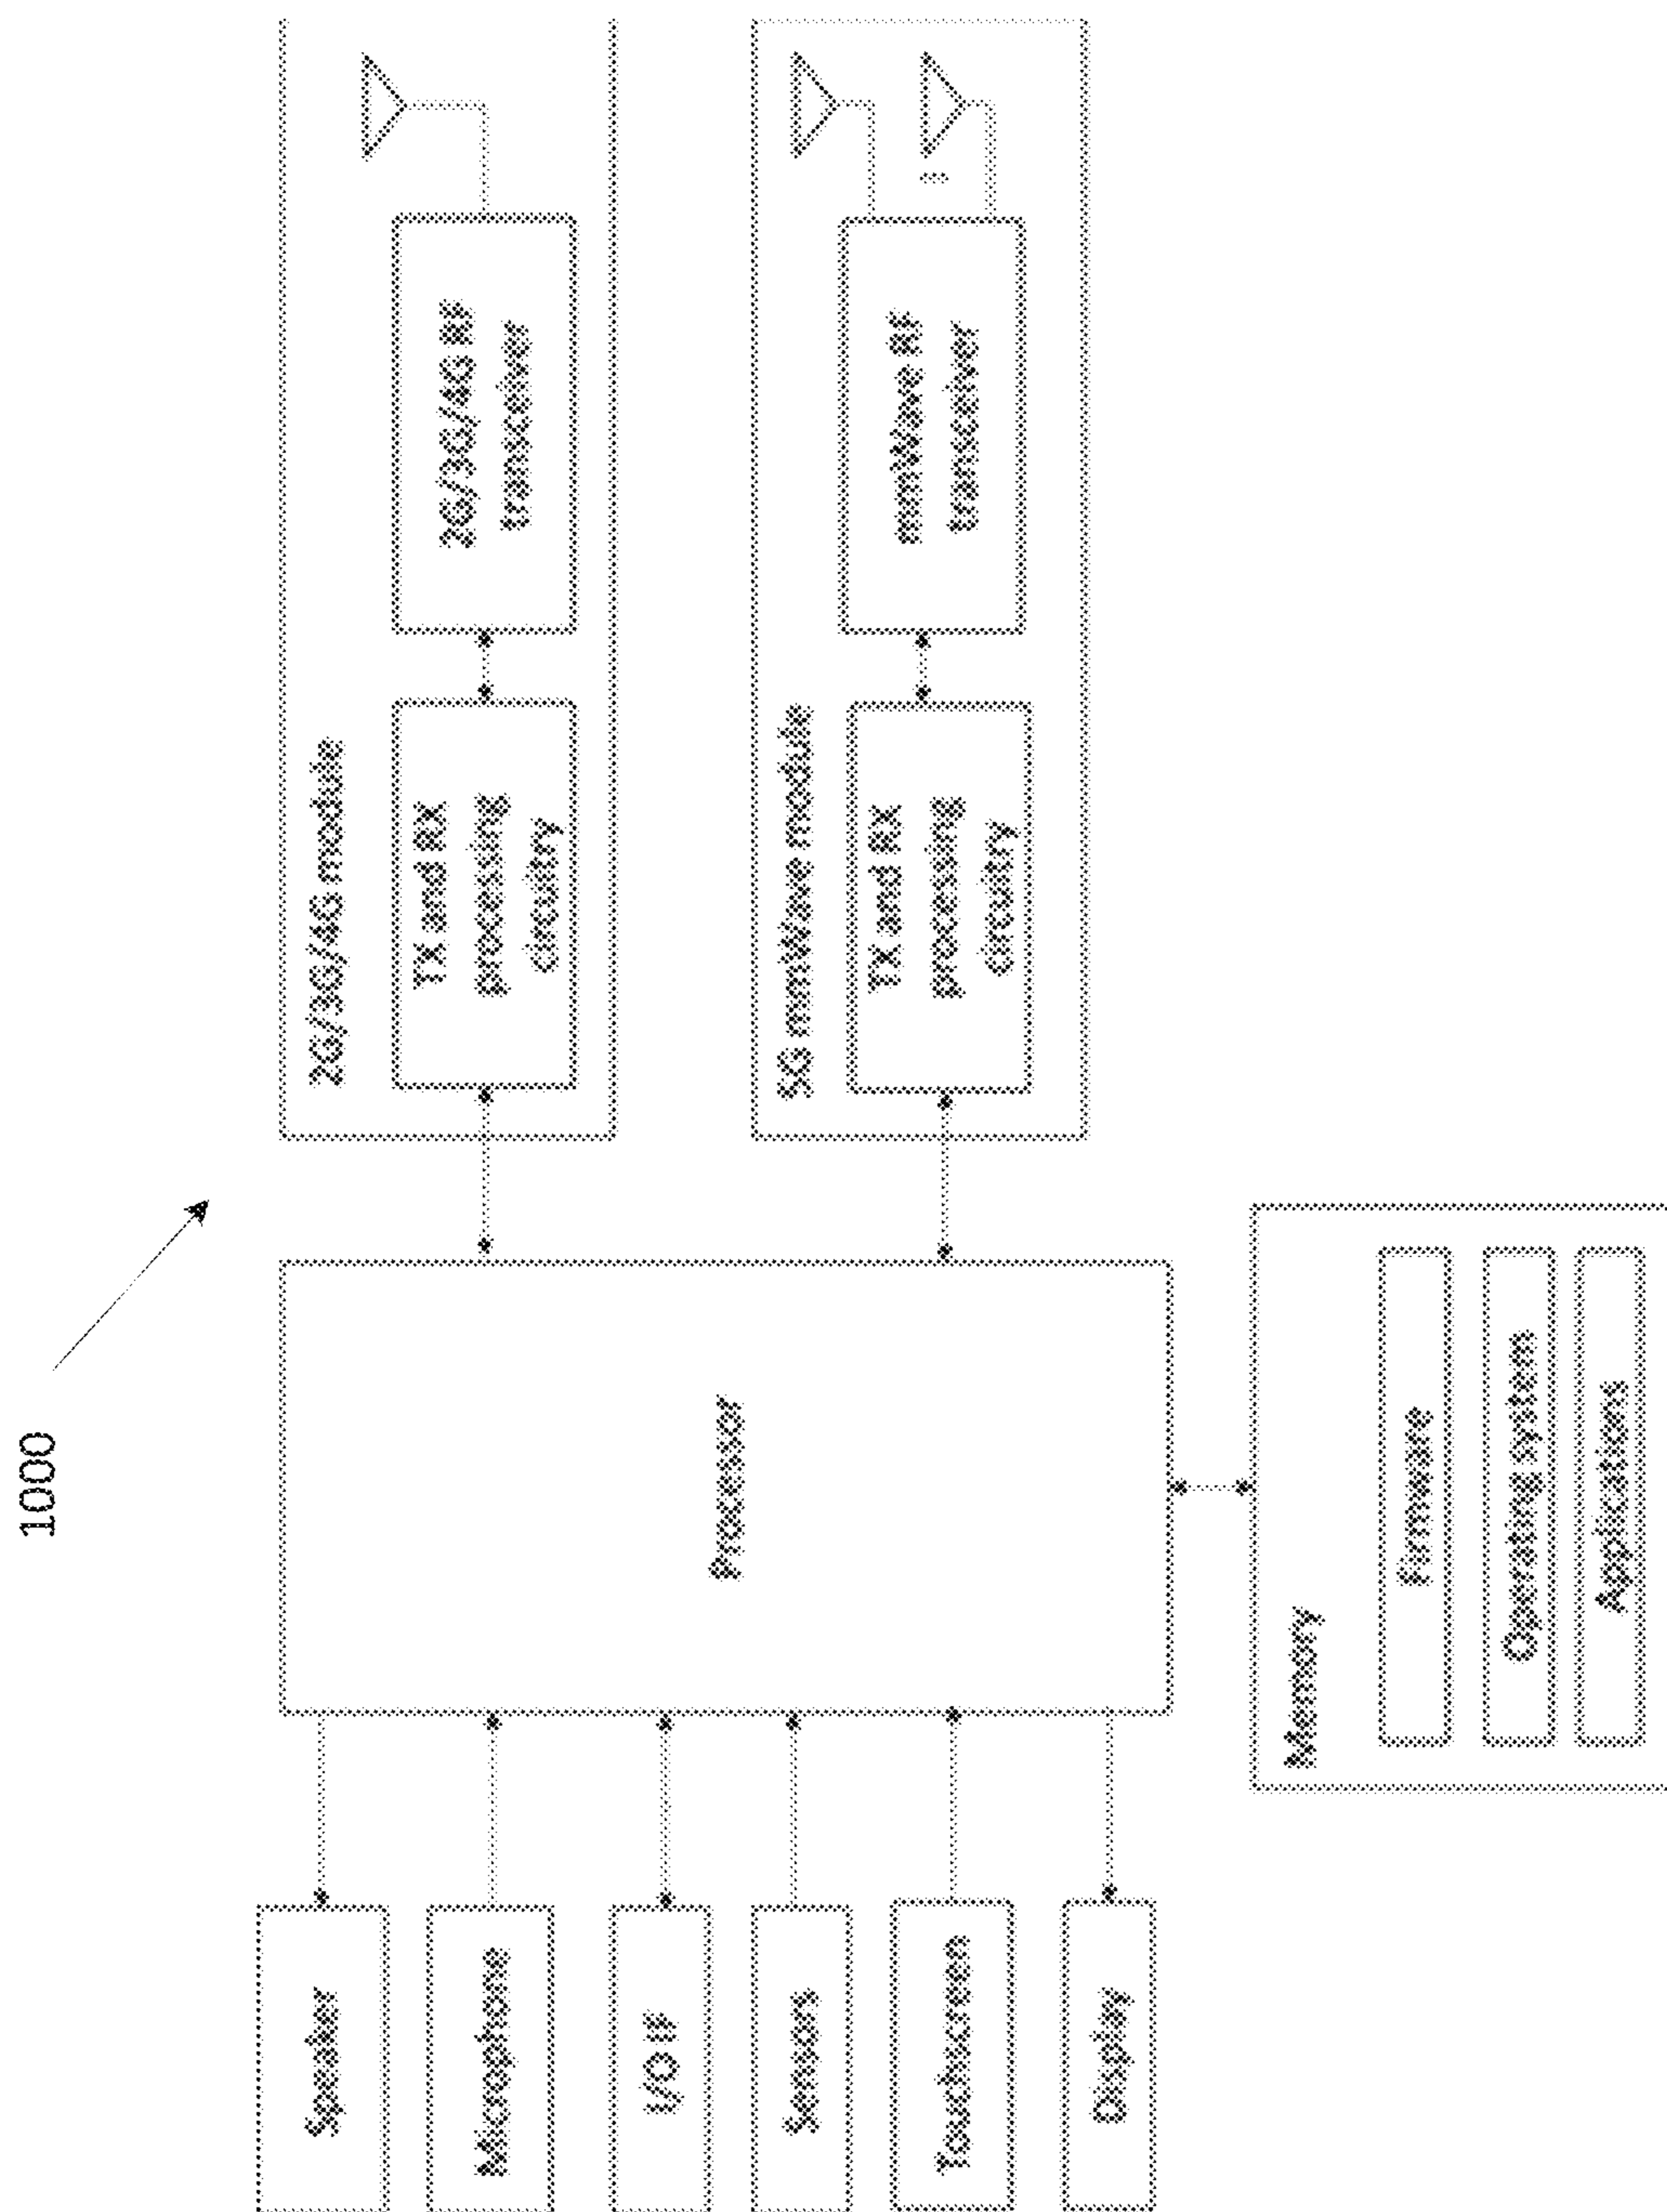 1000
Speaker
Microphone
I/O IF
Sensors
Touchscreen
Display
Processor
Memory
Firmware
Operating system
Applications
2G/3G/4G module
TX and RX
processing
circuitry
2G/3G/4G RF
transceiver
5G mmWave module
TX and RX
processing
circuitry
mmWave RF
transceiver